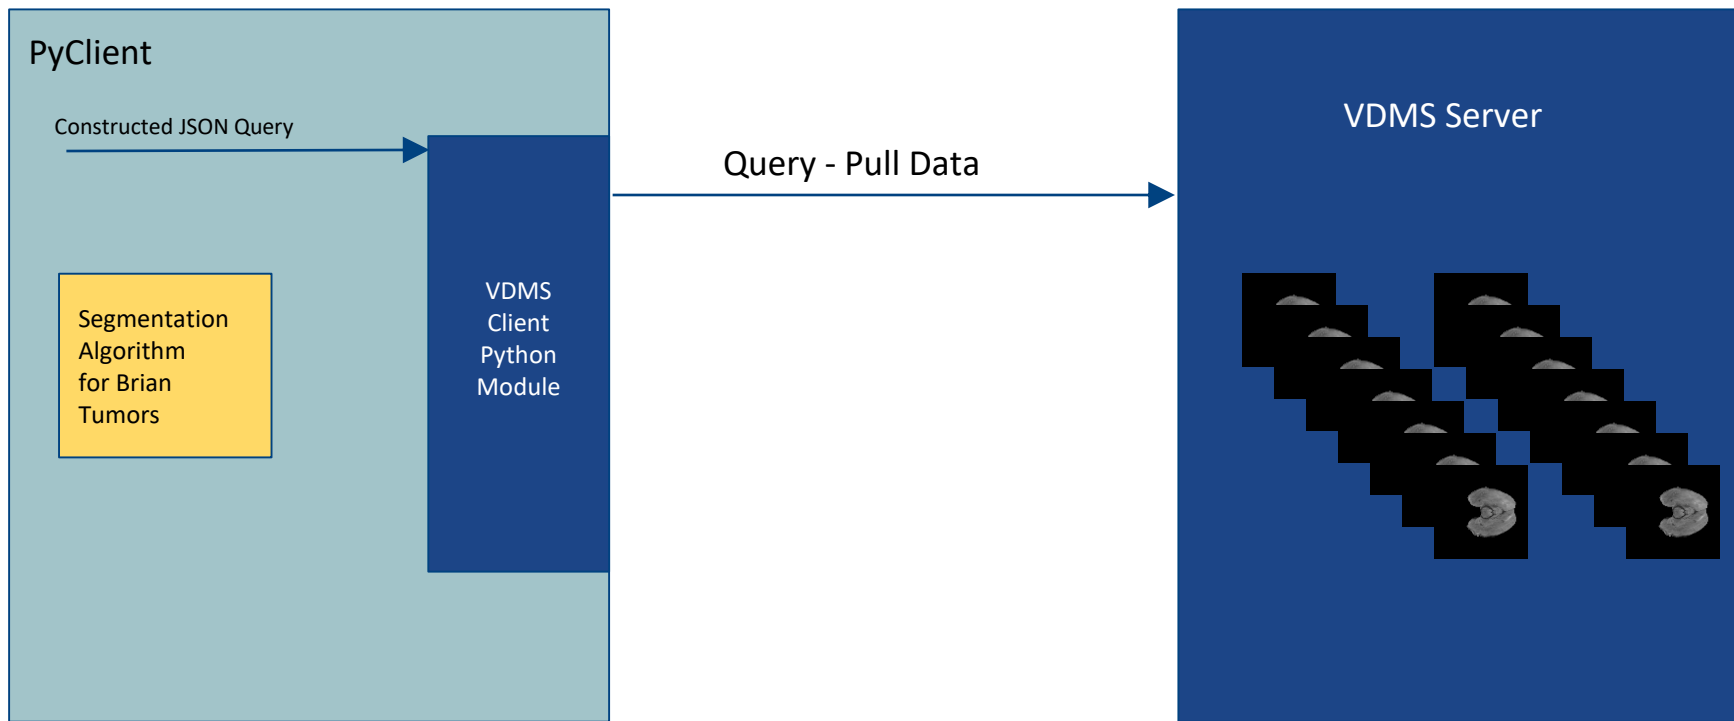 PyClient
Constructed JSON Query
Query - Pull Data
VDMS Server
Segmentation
Algorithm
for Brian
Tumors
VDMS
Client
Python
Module